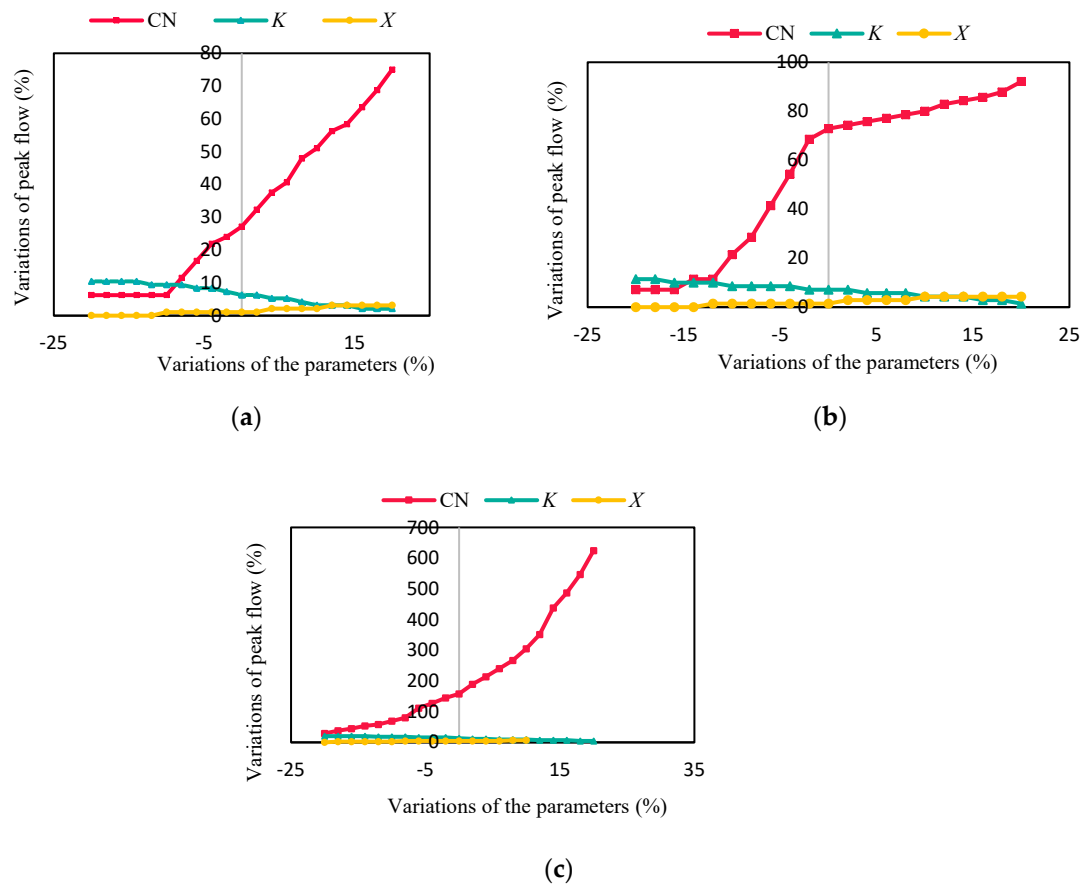 CN K X
Variations of peak flow (%)
80
70
60
50
40
30
20
10
0
-25 -5 15
Variations of the parameters (%)
(a)
CN K X
Variations of peak flow (%)
100
80
60
40
20
0
-25 -15 -5 5 15 25
Variations of the parameters (%)
(b)
CN K X
Variations of peak flow (%)
700
600
500
400
300
200
100
0
-25 -5 15 35
Variations of the parameters (%)
(c)